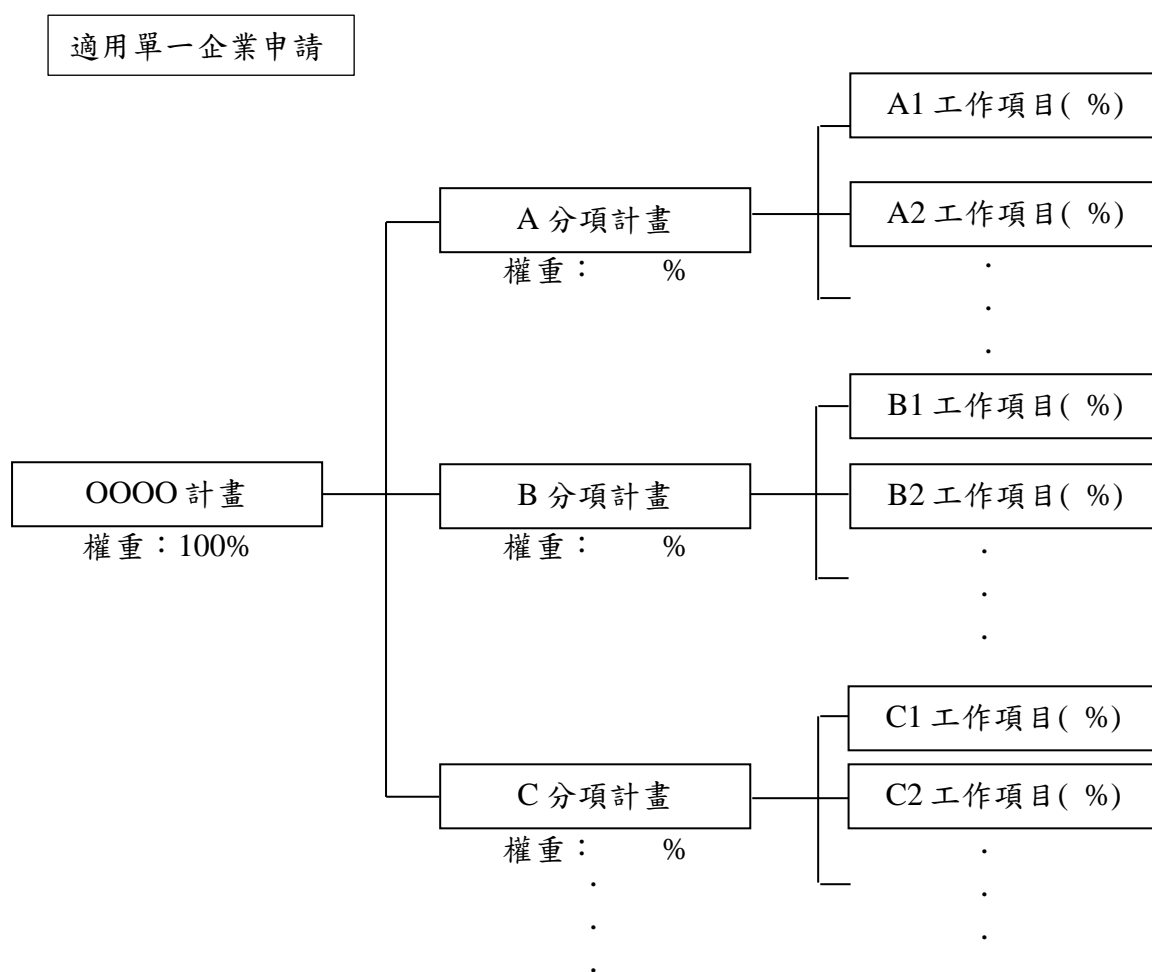 適用單一企業申請
A1 工作項目( %)
A 分項計畫
A2 工作項目( %)
權重： %
.
.
.
B1 工作項目( %)
OOOO 計畫
B 分項計畫
B2 工作項目( %)
權重：100%
權重： %
.
.
.
C1 工作項目( %)
C 分項計畫
C2 工作項目( %)
權重： %
.
.
.
.
.
.